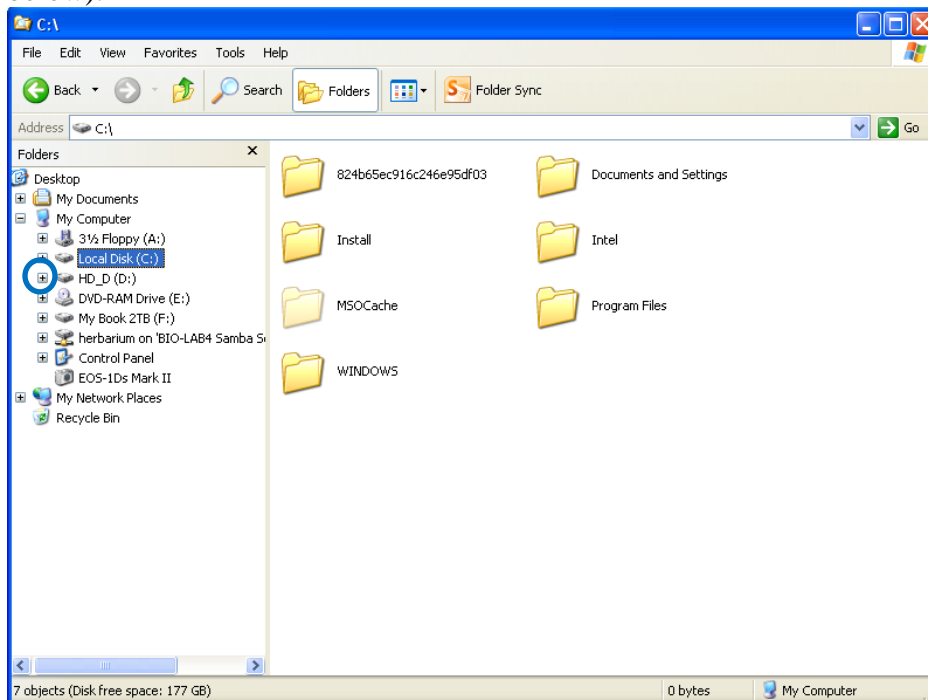 C:\
File Edit View Favorites Tools Help
Back Search Folders Folder Sync
Address C:\ Go
Folders
Desktop
My Documents
My Computer
3½ Floppy (A:)
Local Disk (C:)
HD_D (D:)
DVD-RAM Drive (E:)
My Book 2TB (F:)
herbarium on 'BIO-LAB4 Samba
Control Panel
EOS-1Ds Mark II
My Network Places
Recycle Bin
824b65ec916c246e95df03 Documents and Settings
Install Intel
MSOCache Program Files
WINDOWS
7 objects (Disk free space: 177 GB) 0 bytes My Computer